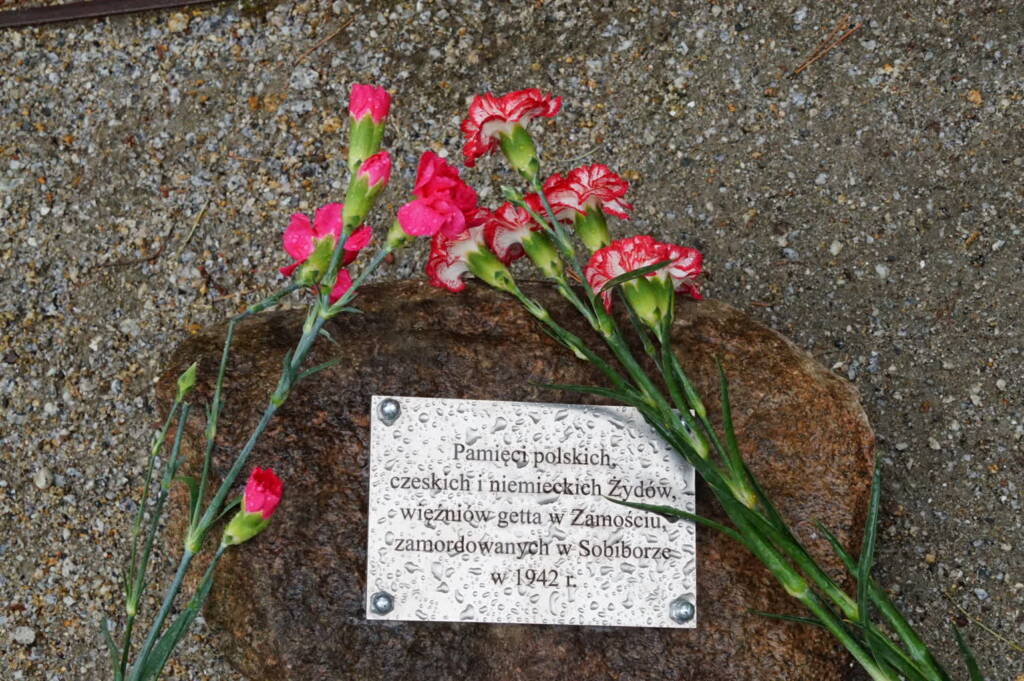 Pamięci polskich,
czeskich i niemieckich Żydów,
więźniów getta w Zamościu,
zamordowanych w Sobiborze
w 1942 r.